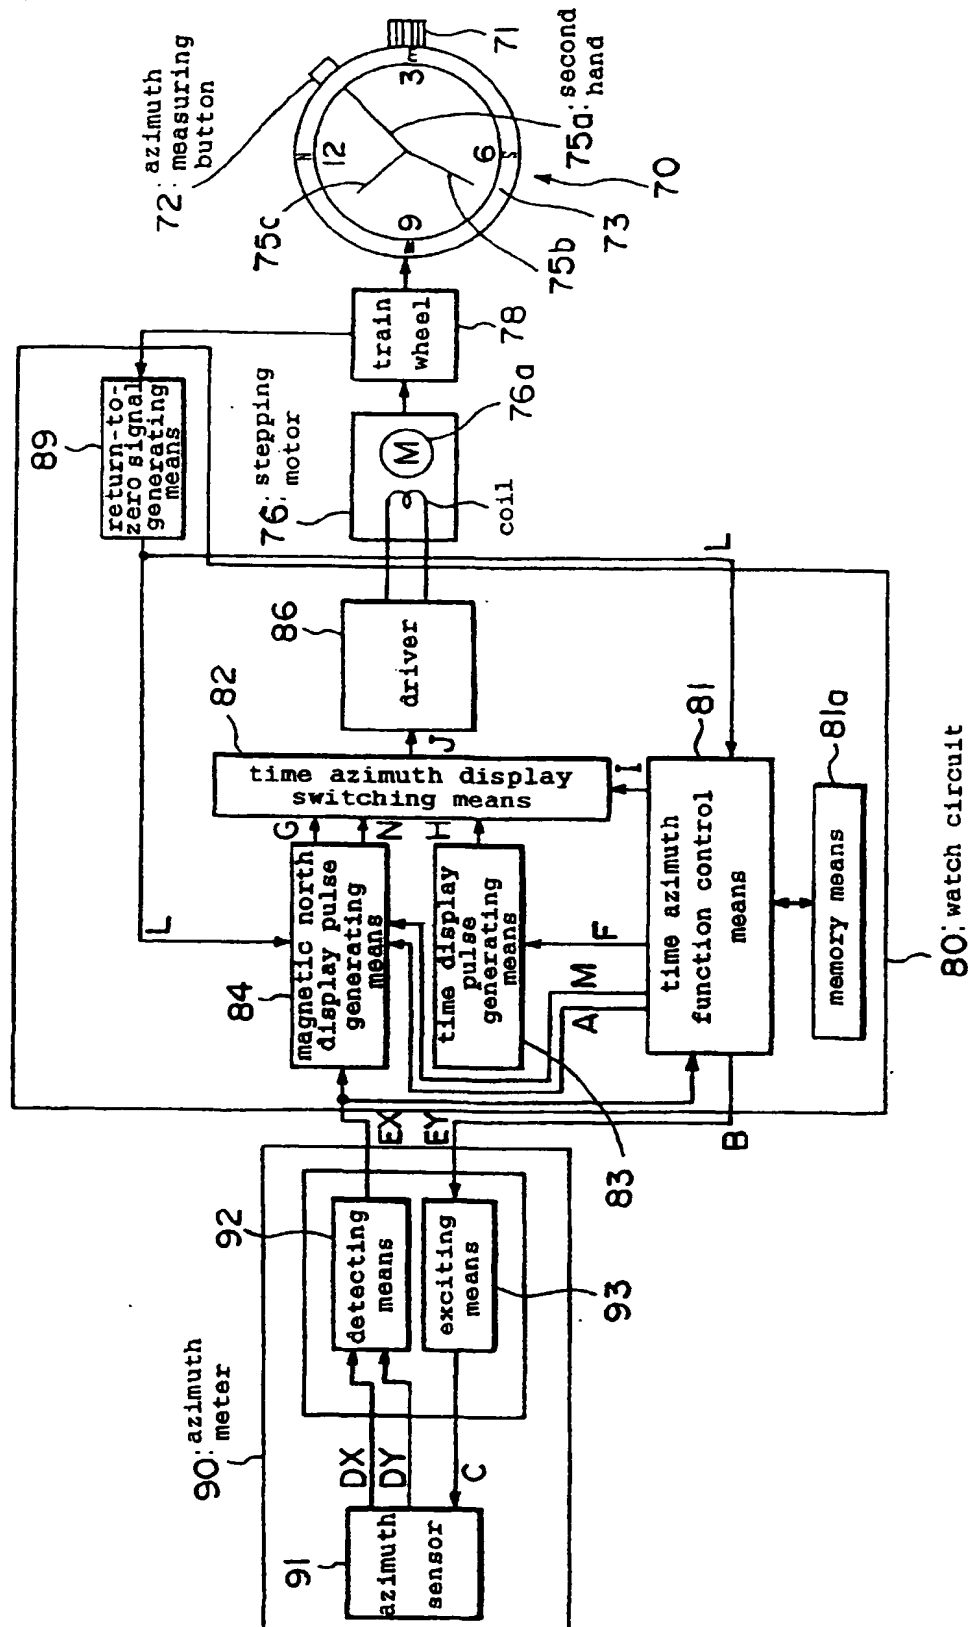 90: azimuth
meter
91
azimuth
sensor
DX
DY
C
92
detecting
means
exciting
means
93
EX
EY
B
84
magnetic north
display pulse
generating
means
L
time display
pulse
generating
means
83
A
M
F
G
N
H
82
time azimuth display
switching means
J
I
time azimuth
function control
means
81
memory means
81a
80: watch circuit
L
86
driver
89
return-to-
zero signal
generating
means
76: stepping
motor
M
coil
76a
train
wheel
78
72: azimuth
measuring
button
75c
N
12
E
3
S
6
9
71
75a: second
hand
75b
73
70